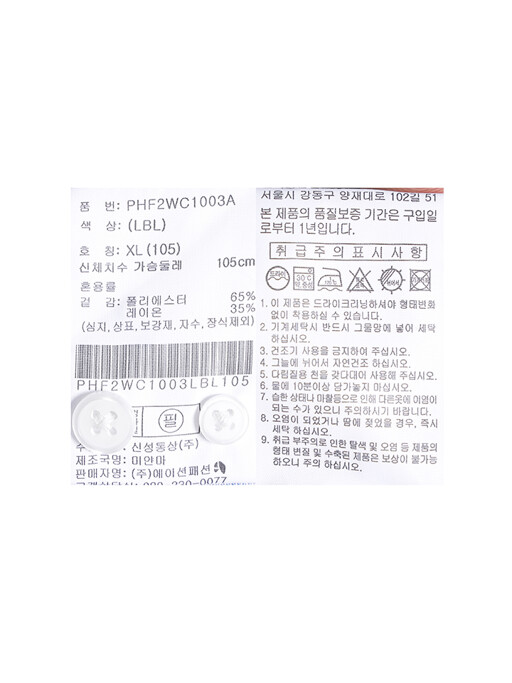 품 번: PHF2WC1003A
색 상: (LBL)
호 칭: XL (105)
신체치수 가슴둘레 105cm
혼용률
겉 감: 폴리에스터 65%
레이온 35%
(심지, 상표, 보강재, 자수, 장식제외)
PHF2WC1003LBL105
필
신성통상(주)
제조국명: 미얀마
판매자명: (주)에이션패션
고객상담실: 080-230-0077
서울시 강동구 양재대로 102길 51
본 제품의 품질보증 기간은 구입일
로부터 1년입니다.
취급주의표시사항
드라이
30℃
중성
1. 이 제품은 드라이크리닝하셔야 형태변화
없이 착용하실 수 있습니다.
2. 기계세탁시 반드시 그물망에 넣어 세탁
하십시오.
3. 건조기 사용을 금지하여 주십시오.
4. 그늘에 뉘어서 자연건조 하십시오.
5. 다림질용 천을 갖다대어 사용해 주십시오.
6. 물에 10분이상 담가놓지 마십시오.
7. 습한 상태나 마찰등으로 인해 다른옷에 이염이
되는 수가 있으니 주의하시기 바랍니다.
8. 오염이 되었거나 땀에 젖었을 경우, 즉시
세탁 하십시오.
9. 취급 부주의로 인한 탈색 및 오염 등 제품의
형태 변질 및 수축된 제품은 보상이 불가능
하오니 주의 하십시오.